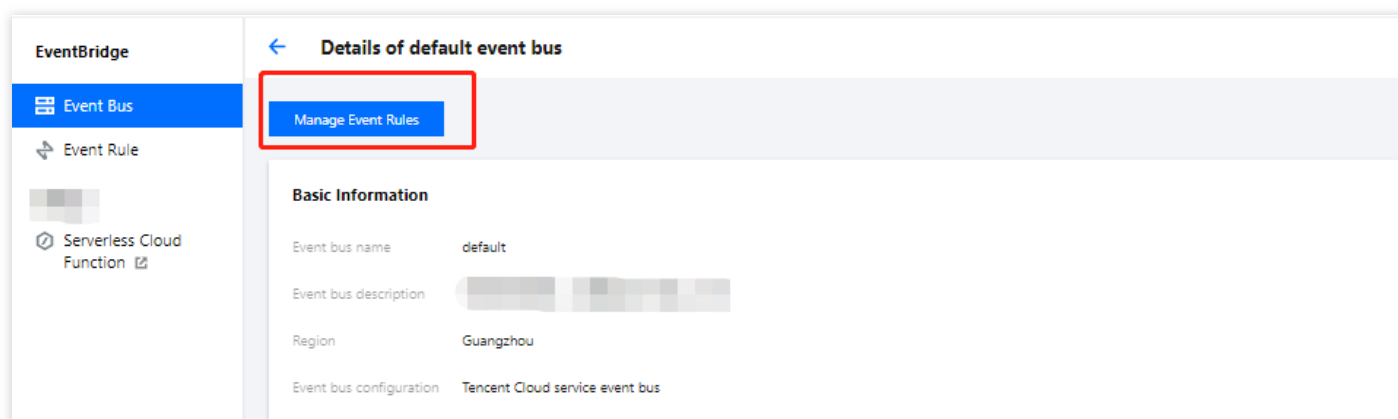 EventBridge
Event Bus
Event Rule
Serverless Cloud
Function
Details of default event bus
Manage Event Rules
Basic Information
Event bus name default
Event bus description
Region Guangzhou
Event bus configuration Tencent Cloud service event bus